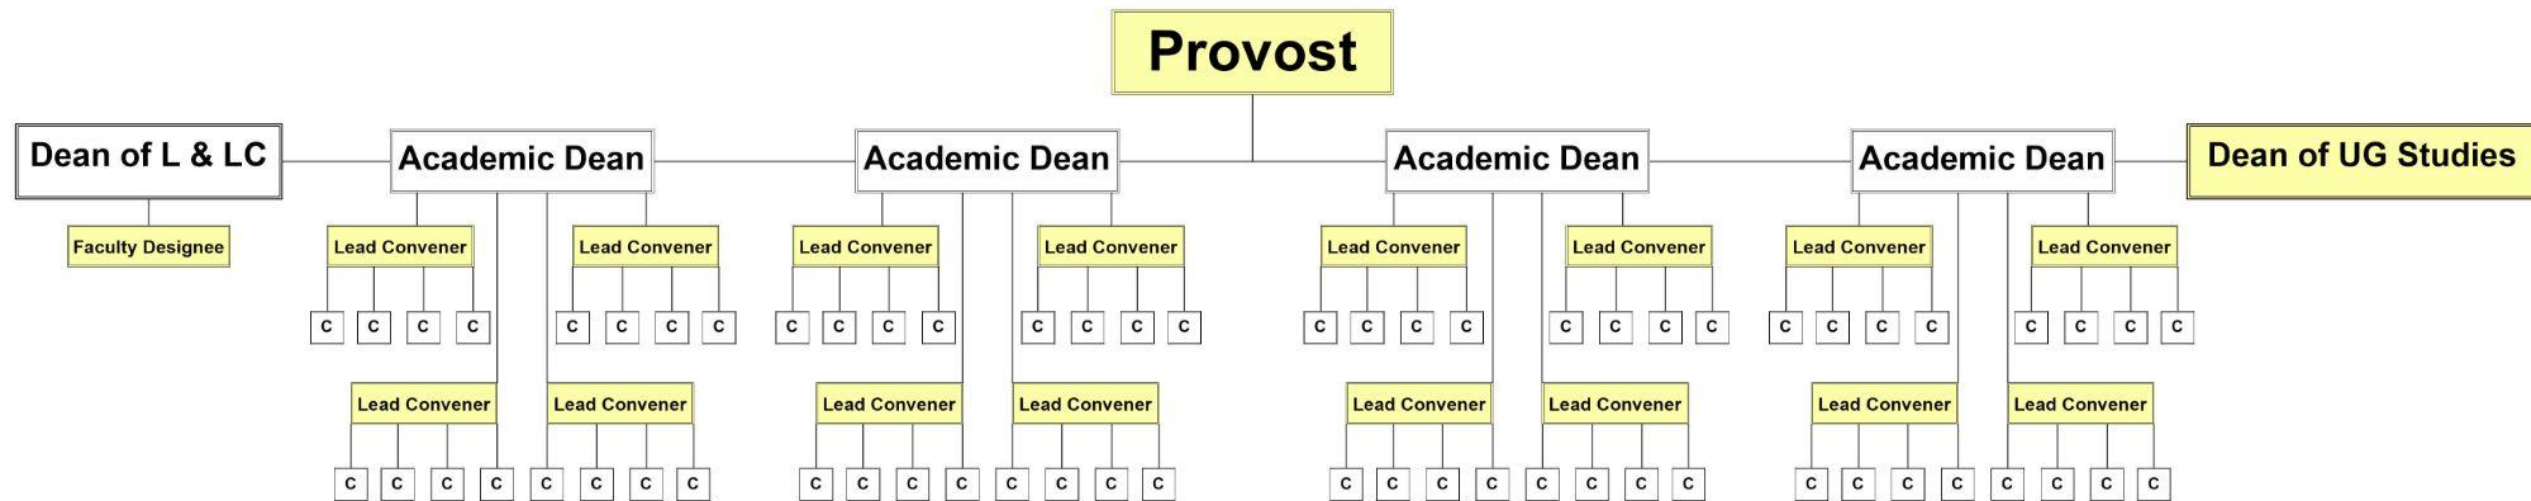 Provost
Dean of L & LC
Academic Dean
Academic Dean
Academic Dean
Academic Dean
Dean of UG Studies
Faculty Designee
Lead Convener
Lead Convener
Lead Convener
Lead Convener
Lead Convener
Lead Convener
Lead Convener
Lead Convener
C C C C
C C C C
C C C C
C C C C
C C C C
C C C C
C C C C
C C C C
Lead Convener
Lead Convener
Lead Convener
Lead Convener
Lead Convener
Lead Convener
Lead Convener
Lead Convener
C C C C
C C C C
C C C C
C C C C
C C C C
C C C C
C C C C
C C C C